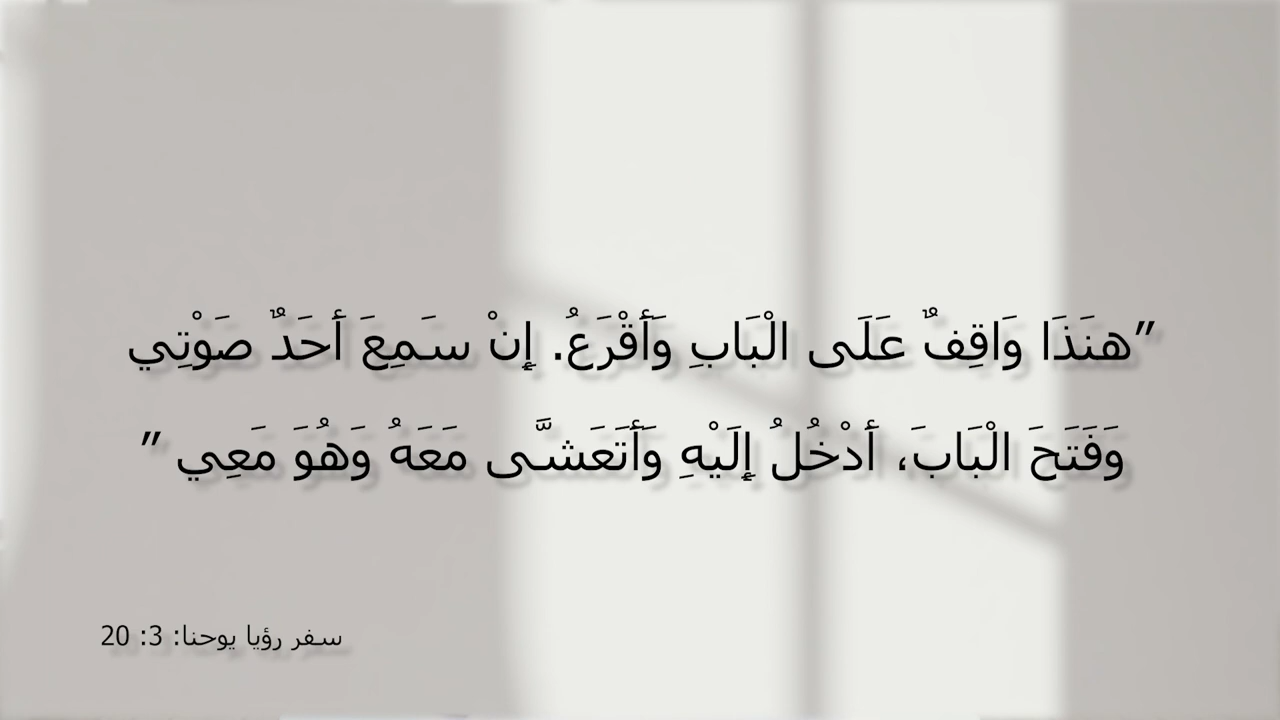 ”هنَذَا وَاقِفٌ عَلَى الْبَابِ وَأَقْرَعُ. إِنْ سَمِعَ أَحَدٌ صَوْتِي
وَفَتَحَ الْبَابَ، أَدْخُلُ إِلَيْهِ وَأَتَعَشَّى مَعَهُ وَهُوَ مَعِي ”
سفر رؤيا يوحنا: 3: 20